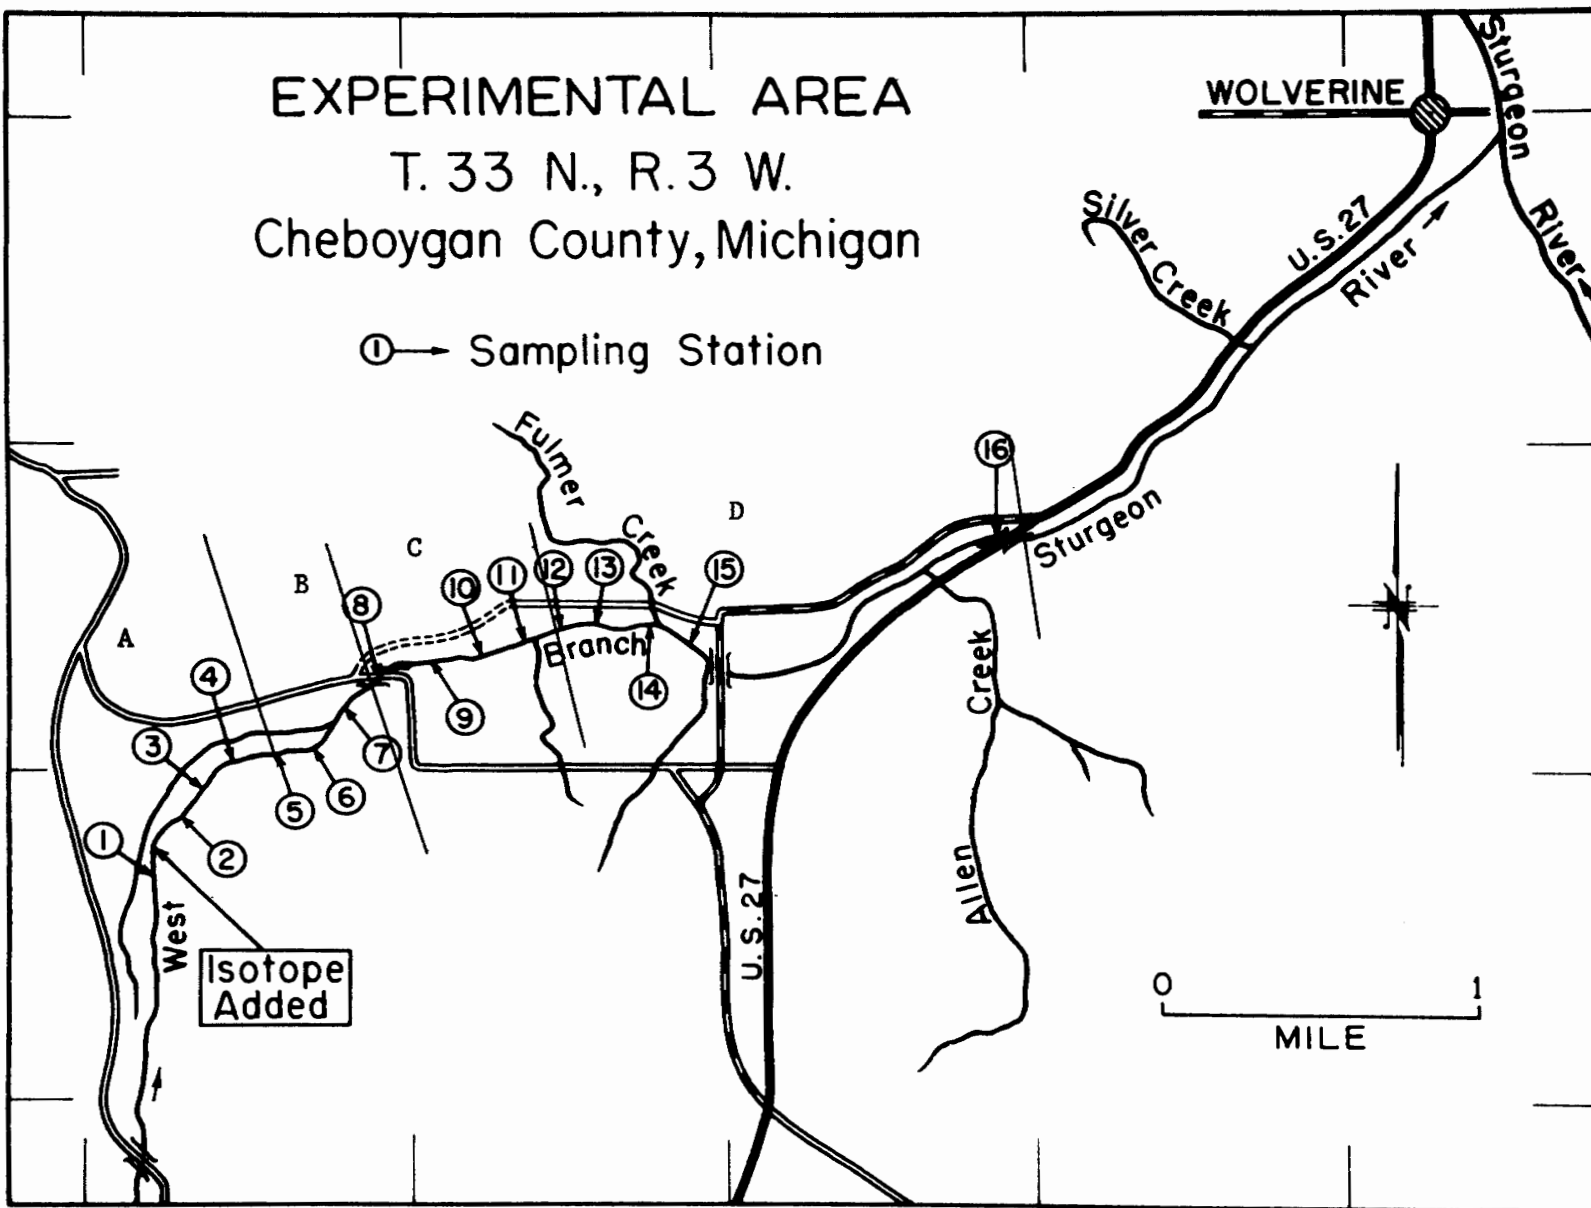 EXPERIMENTAL AREA
T. 33 N., R. 3 W.
Cheboygan County, Michigan
① → Sampling Station
WOLVERINE
Sturgeon
River
Silver Creek
U.S. 27
River
Fulmer
Creek
D
16
Sturgeon
C
B
A
8
10
11
12
13
15
Branch
14
9
4
3
7
5
6
1
2
West
Isotope
Added
Creek
Allen
U.S. 27
0 1
MILE